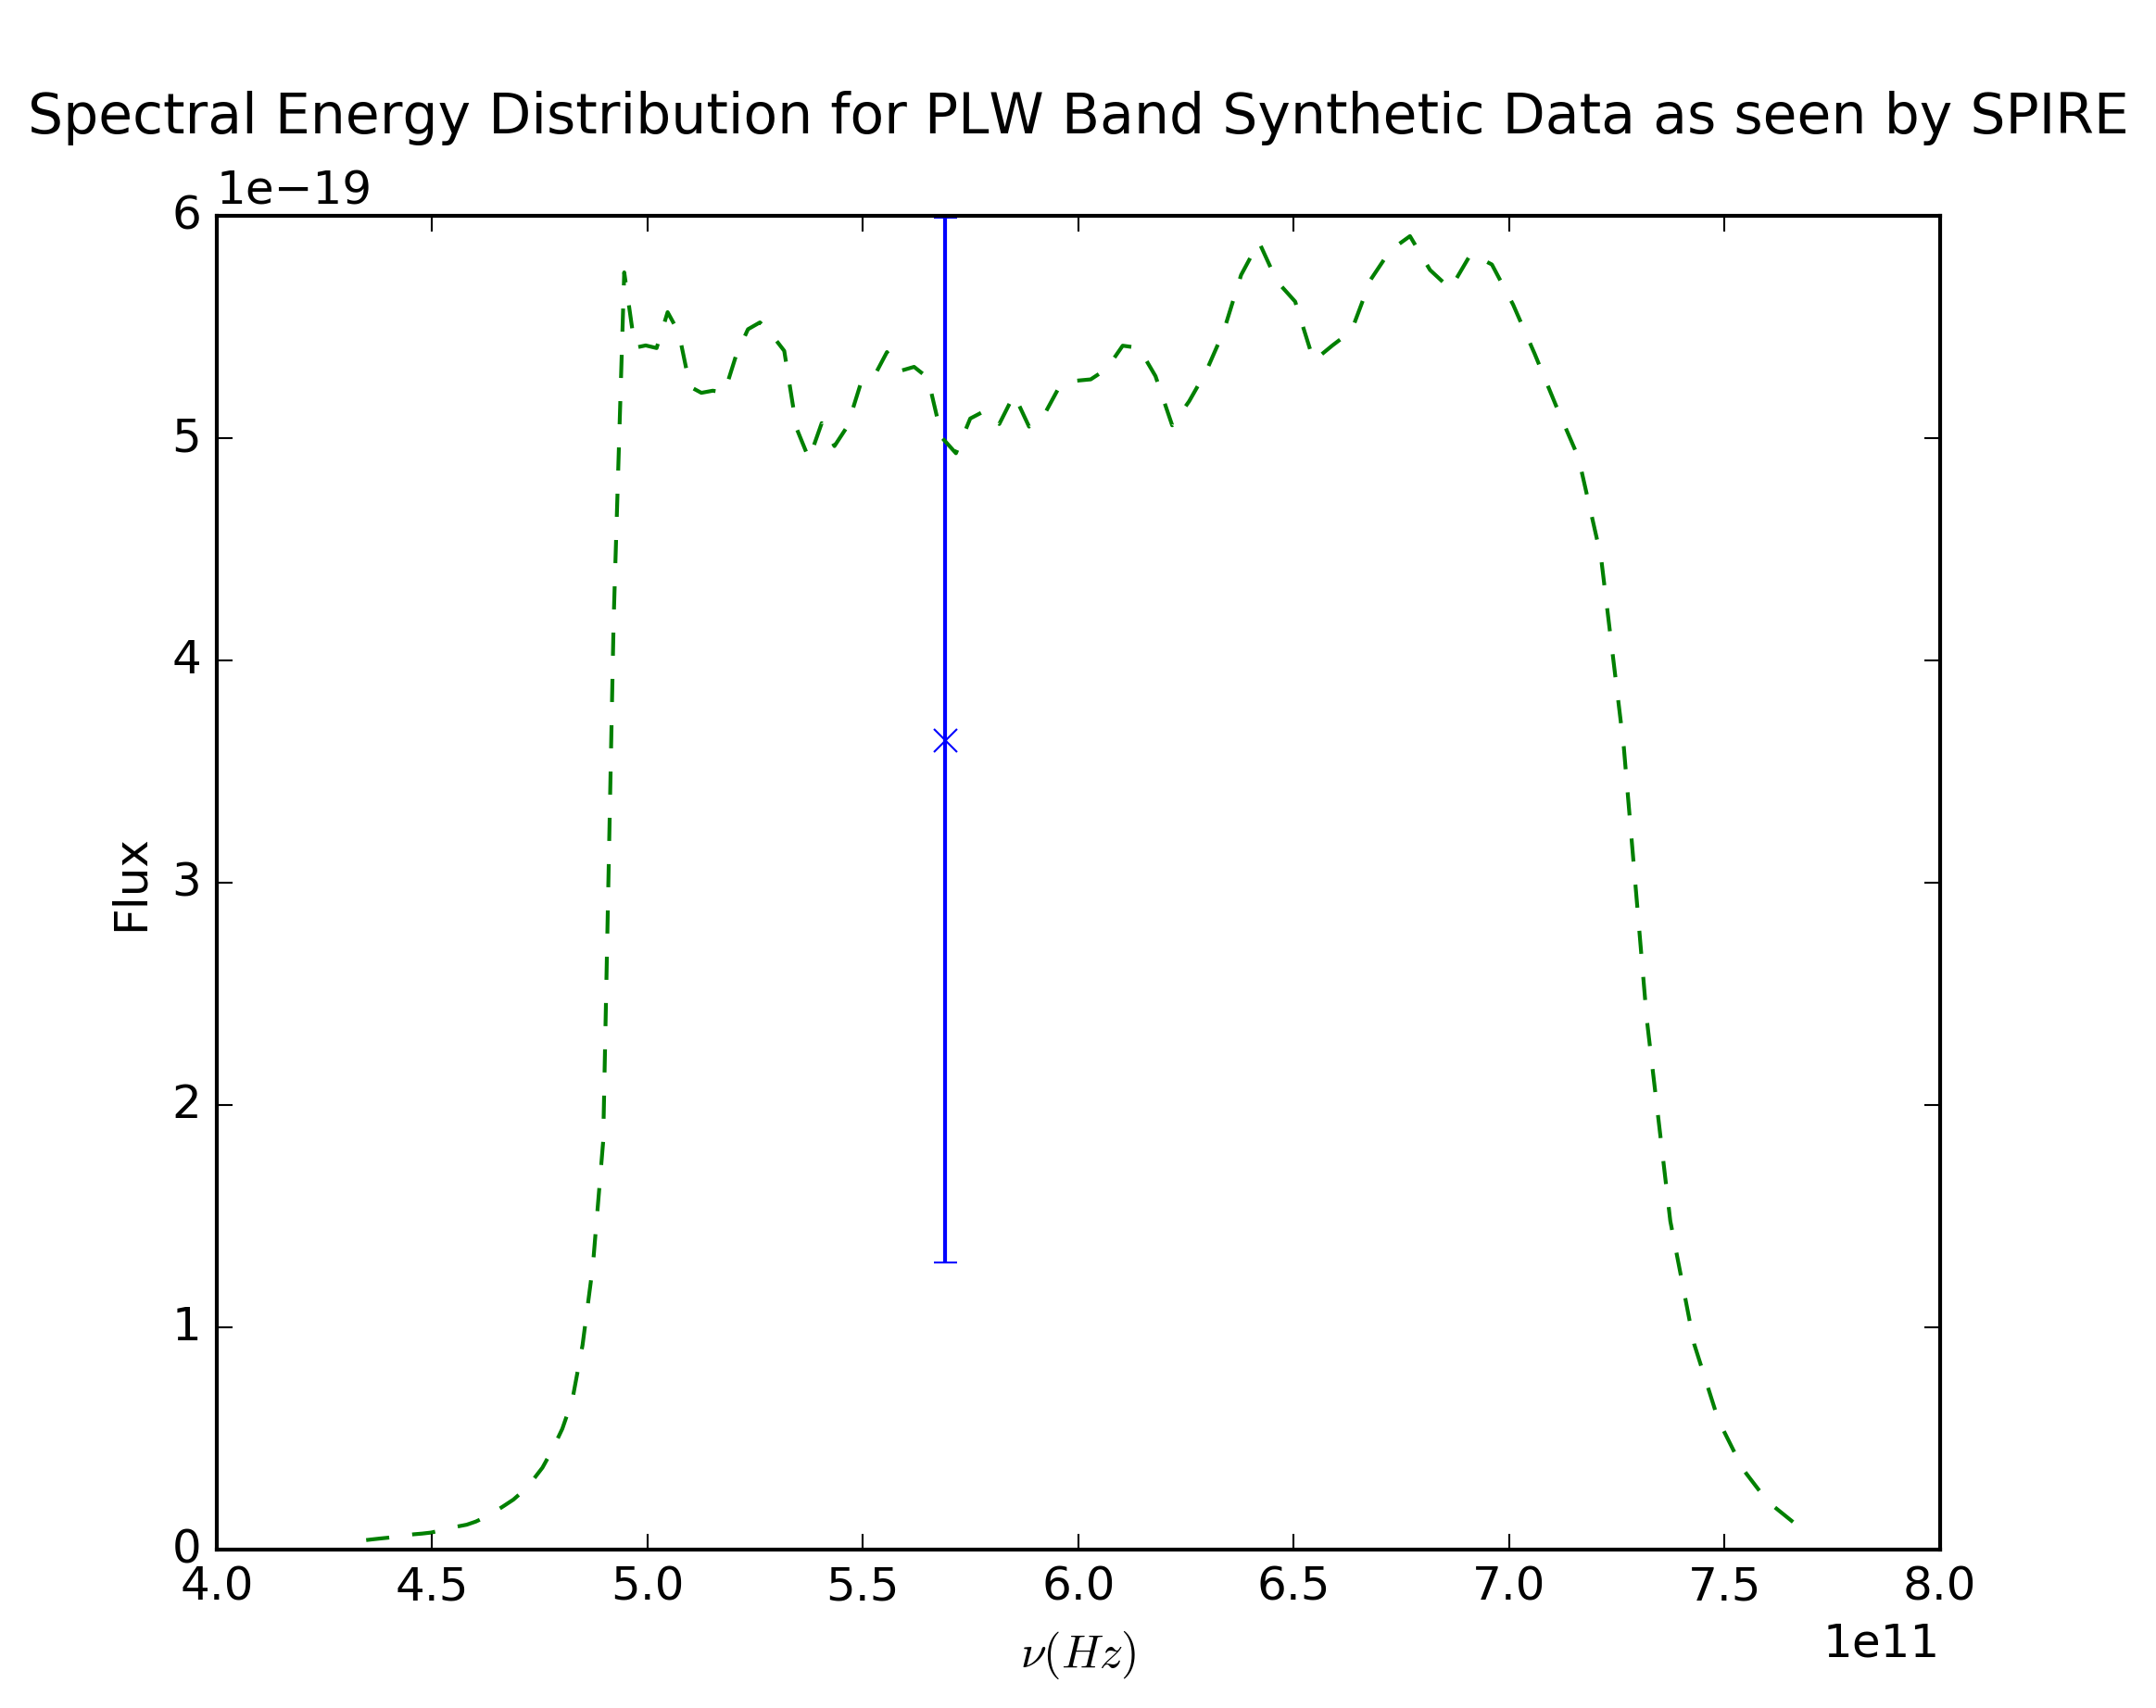 Spectral Energy Distribution for PLW Band Synthetic Data as seen by SPIRE
1e−19
6
5
4
3
2
1
0
Flux
4.0 4.5 5.0 5.5 6.0 6.5 7.0 7.5 8.0
1e11
ν(Hz)